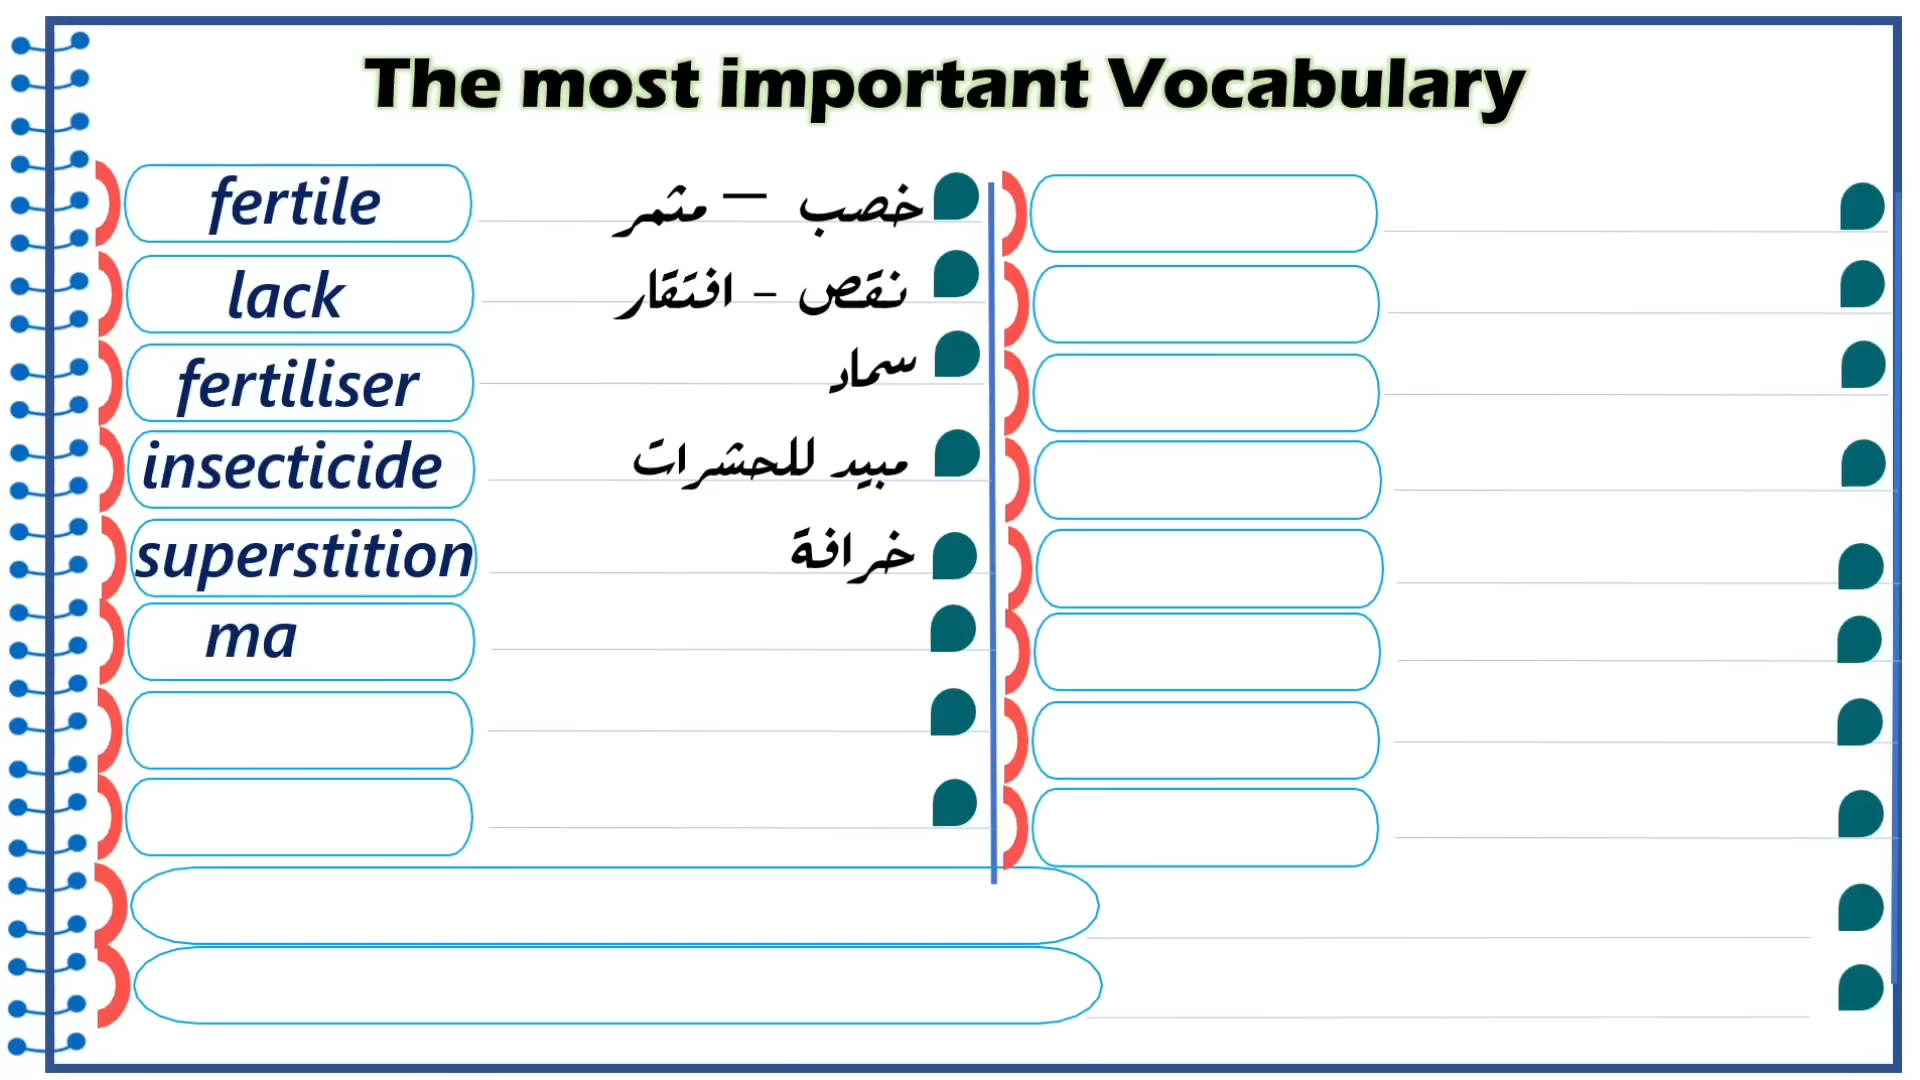 The most important Vocabulary
fertile خصب – مثمر
lack نقص - افتقار
fertiliser سماد
insecticide مبيد للحشرات
superstition خرافة
ma